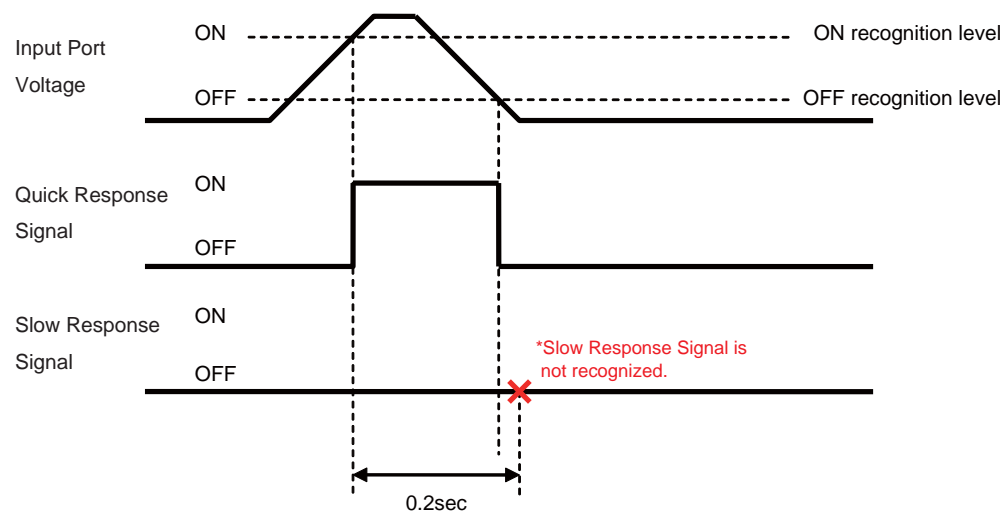 Input Port
Voltage
ON
ON recognition level
OFF
OFF recognition level
Quick Response
Signal
ON
OFF
Slow Response
Signal
ON
OFF
*Slow Response Signal is
not recognized.
0.2sec